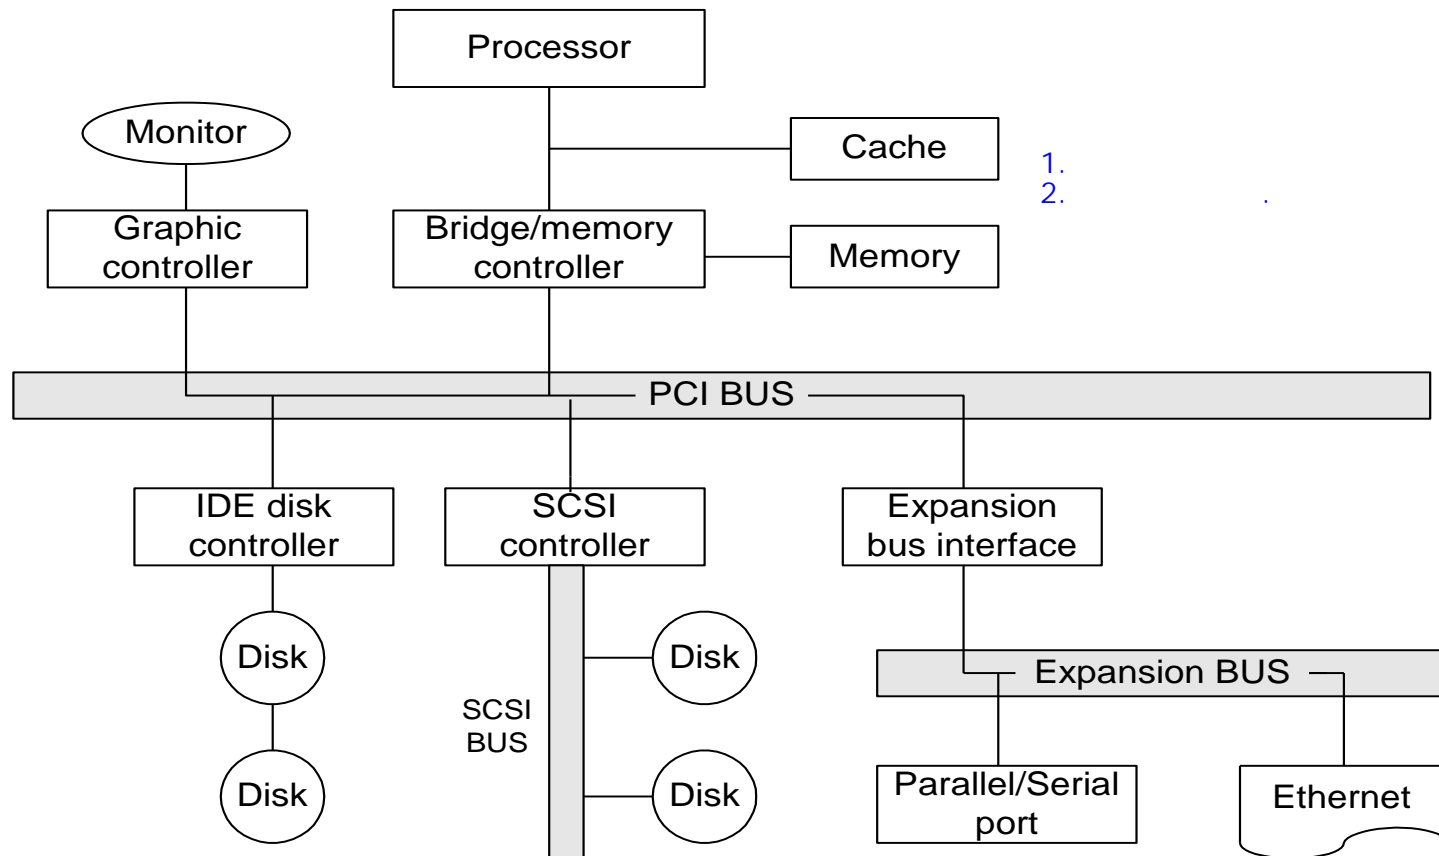 Processor
Monitor
Cache
1.
2. .
Graphic
controller
Bridge/memory
controller
Memory
PCI BUS
IDE disk
controller
SCSI
controller
Expansion
bus interface
Disk
Disk
Expansion BUS
SCSI
BUS
Disk
Disk
Parallel/Serial
port
Ethernet